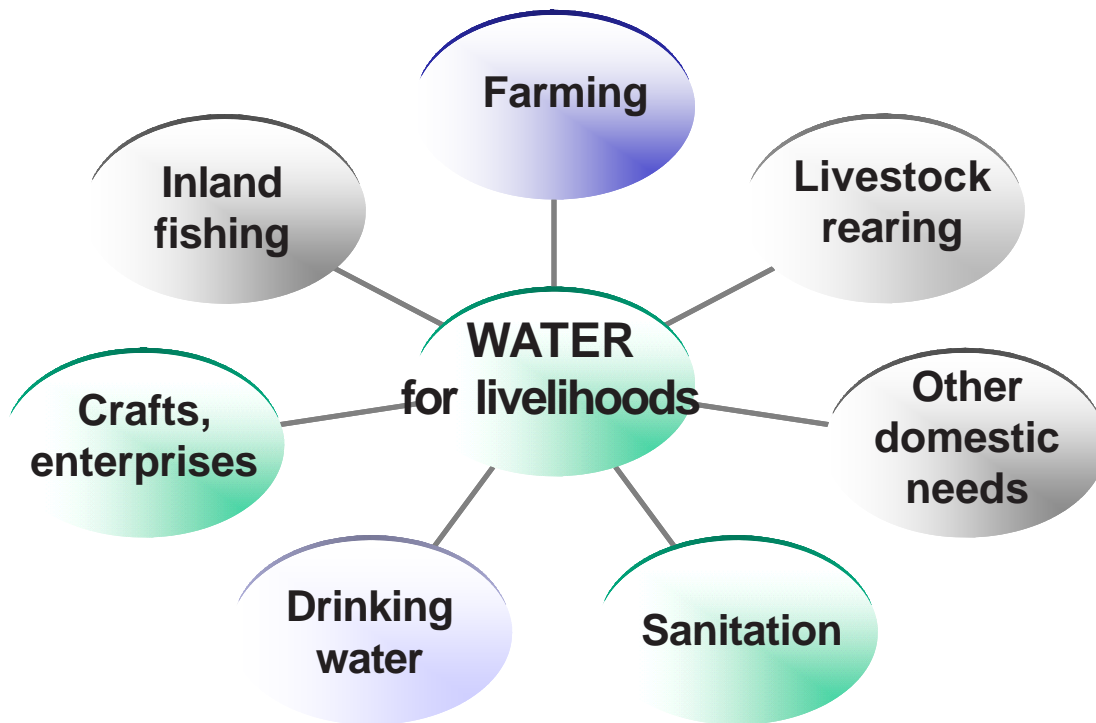 Farming
Inland
fishing
Livestock
rearing
WATER
for livelihoods
Crafts,
enterprises
Other
domestic
needs
Drinking
water
Sanitation